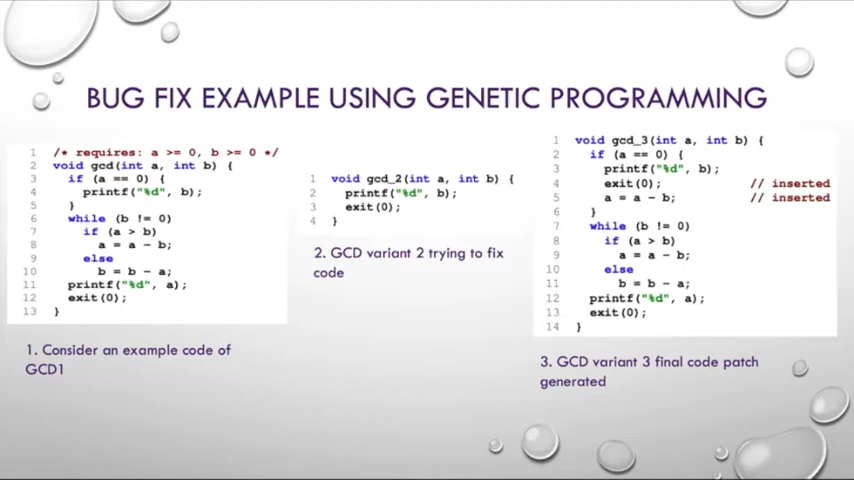 BUG FIX EXAMPLE USING GENETIC PROGRAMMING
1 /* requires: a >= 0, b >= 0 */
2 void gcd(int a, int b) {
3 if (a == 0) {
4 printf("%d", b);
5 }
6 while (b != 0)
7 if (a > b)
8 a = a - b;
9 else
10 b = b - a;
11 printf("%d", a);
12 exit(0);
13 }
1. Consider an example code of
GCD1
1 void gcd_2(int a, int b) {
2 printf("%d", b);
3 exit(0);
4 }
2. GCD variant 2 trying to fix
code
1 void gcd_3(int a, int b) {
2 if (a == 0) {
3 printf("%d", b);
4 exit(0); // inserted
5 a = a - b; // inserted
6 }
7 while (b != 0)
8 if (a > b)
9 a = a - b;
10 else
11 b = b - a;
12 printf("%d", a);
13 exit(0);
14 }
3. GCD variant 3 final code patch
generated